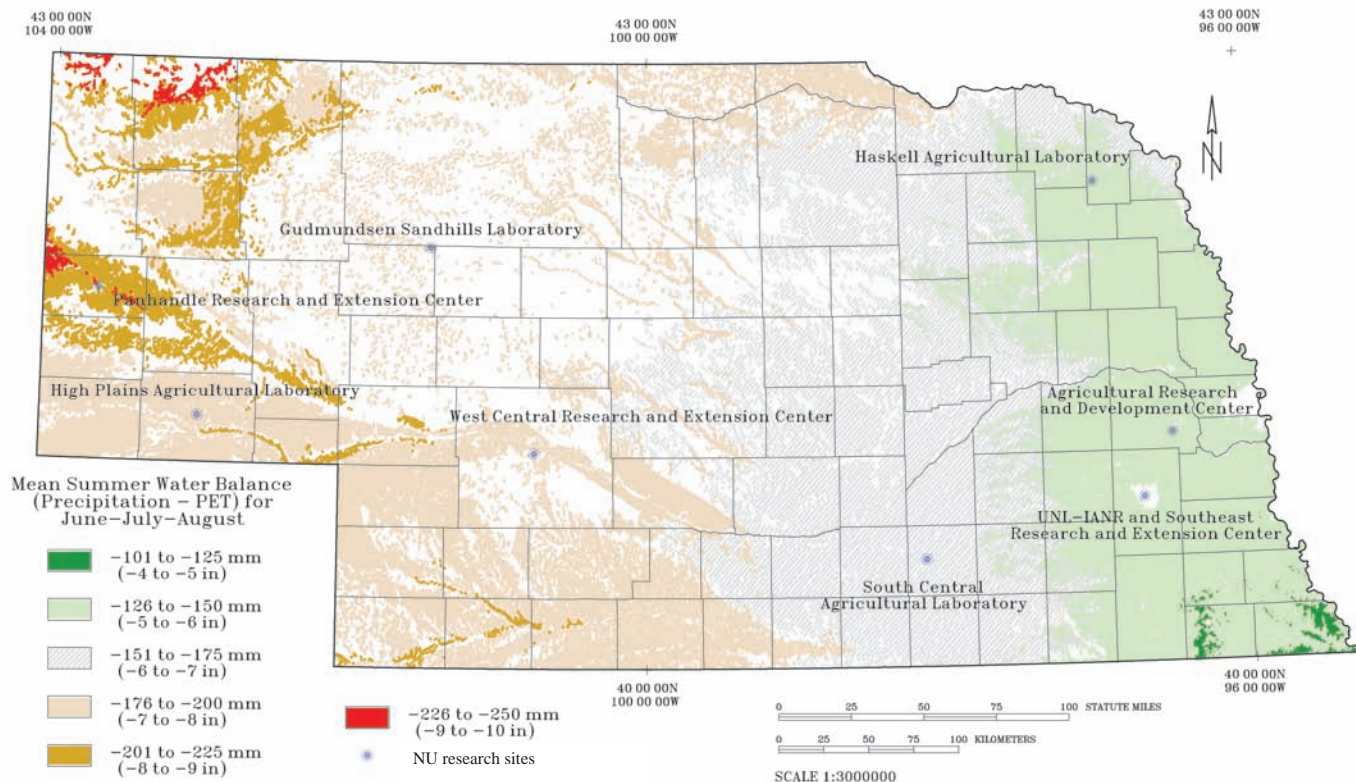 43 00 00N
104 00 00W
43 00 00N
100 00 00W
43 00 00N
96 00 00W
N
Haskell Agricultural Laboratory
Gudmundsen Sandhills Laboratory
Panhandle Research and Extension Center
High Plains Agricultural Laboratory
West Central Research and Extension Center
Agricultural Research
and Development Center
UNL-IANR and Southeast
Research and Extension Center
South Central
Agricultural Laboratory
Mean Summer Water Balance
(Precipitation - PET) for
June-July-August
-101 to -125 mm
(-4 to -5 in)
-126 to -150 mm
(-5 to -6 in)
-151 to -175 mm
(-6 to -7 in)
-176 to -200 mm
(-7 to -8 in)
-201 to -225 mm
(-8 to -9 in)
-226 to -250 mm
(-9 to -10 in)
NU research sites
40 00 00N
100 00 00W
40 00 00N
96 00 00W
0 25 50 75 100 STATUTE MILES
0 25 50 75 100 KILOMETERS
SCALE 1:3000000